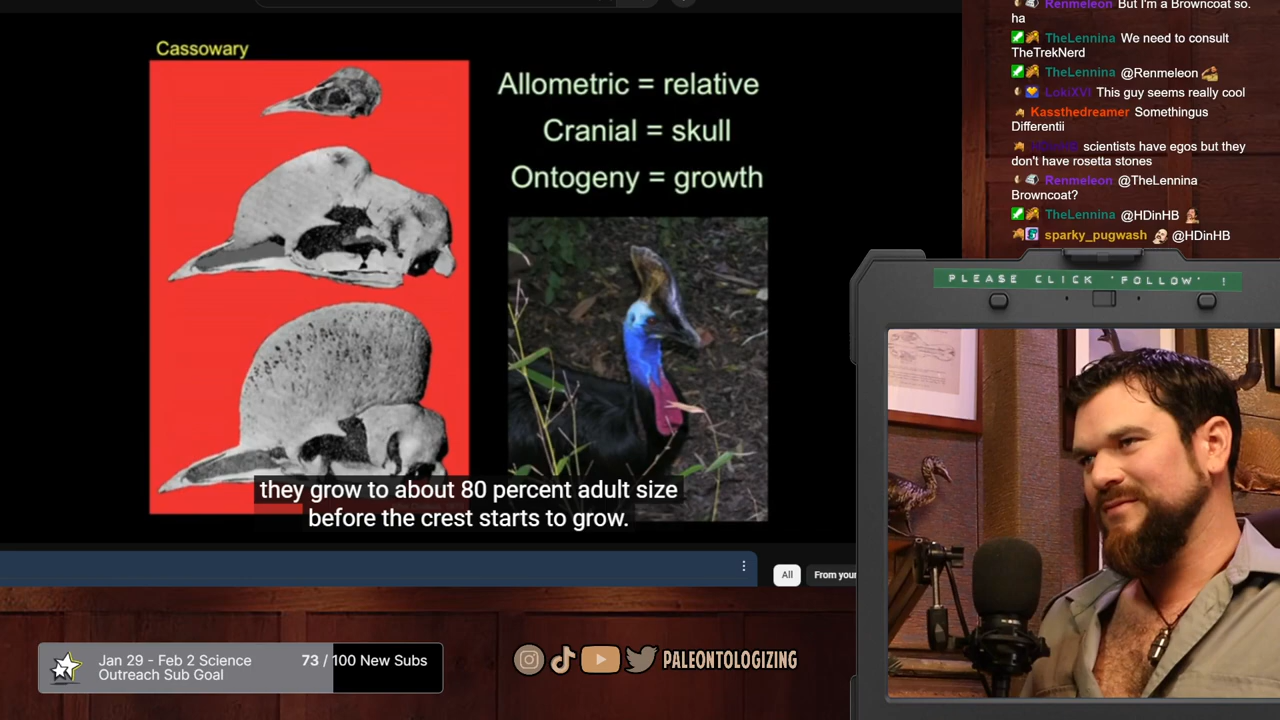 Cassowary
Allometric = relative
Cranial = skull
Ontogeny = growth
they grow to about 80 percent adult size
before the crest starts to grow.
All
From your
Jan 29 - Feb 2 Science
Outreach Sub Goal
73 / 100 New Subs
PALEONTOLOGIZING
Renmeleon But I'm a Browncoat so.
ha
TheLennina We need to consult
TheTrekNerd
TheLennina @Renmeleon
LokiXVI This guy seems really cool
Kassthedreamer Somethingus
Differentii
scientists have egos but they
don't have rosetta stones
Renmeleon @TheLennina
Browncoat?
TheLennina @HDinHB
sparky_pugwash @HDinHB
PLEASE CLICK 'FOLLOW' !